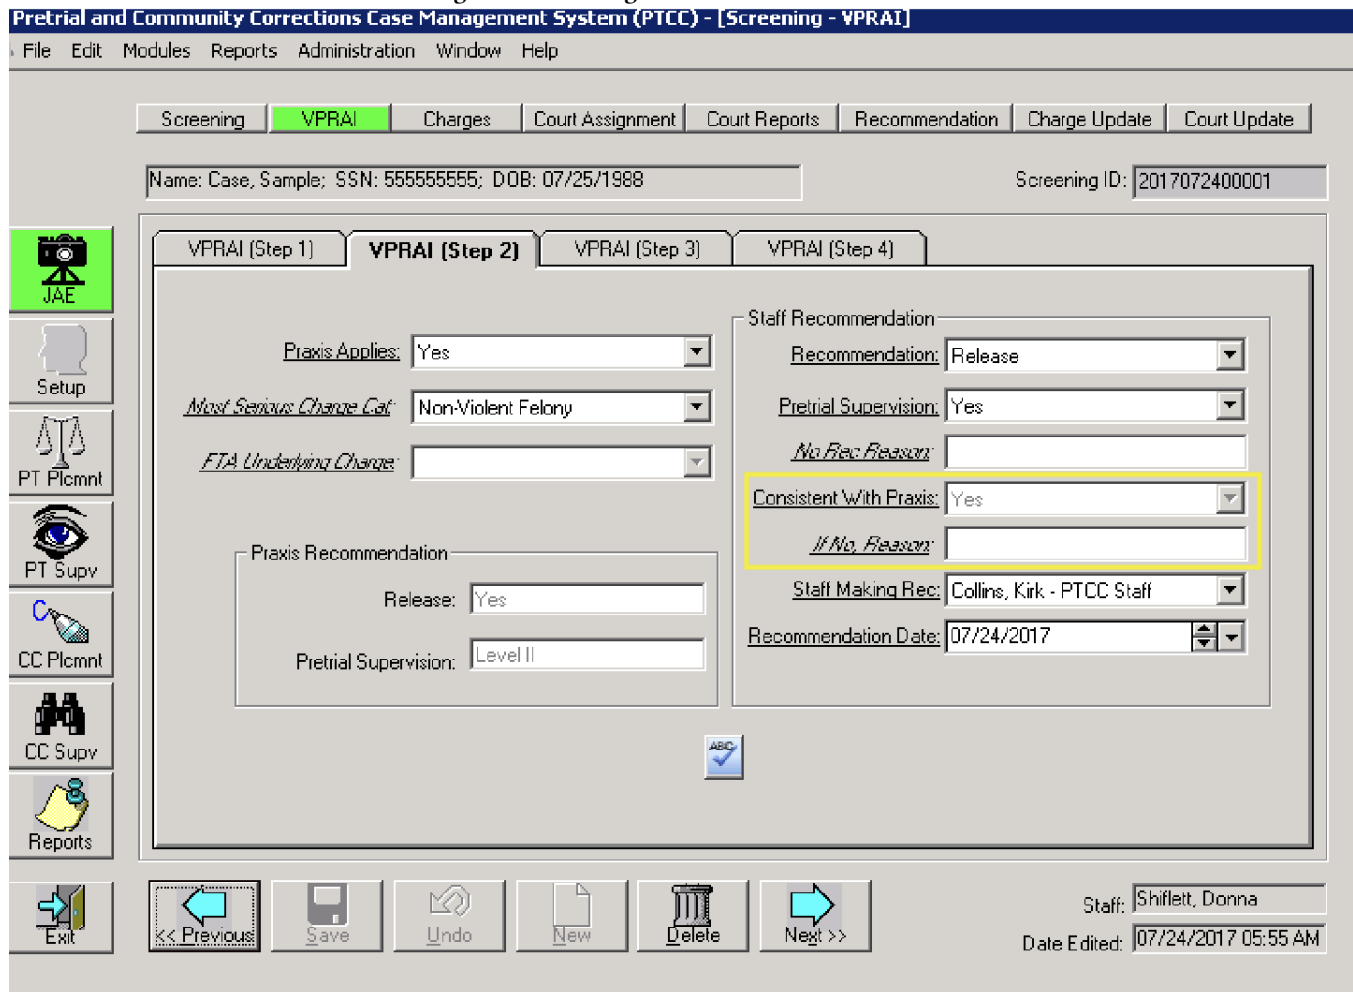 Pretrial and Community Corrections Case Management System (PTCC) - [Screening - VPRAI]
File Edit Modules Reports Administration Window Help
Screening VPRAI Charges Court Assignment Court Reports Recommendation Charge Update Court Update
Name: Case, Sample; SSN: 555555555; DOB: 07/25/1988 Screening ID: 2017072400001
VPRAI (Step 1) VPRAI (Step 2) VPRAI (Step 3) VPRAI (Step 4)
JAE
Setup
PT Plcmnt
PT Supv
CC Plcmnt
CC Supv
Reports
Exit
Praxis Applies: Yes
Most Serious Charge Cat: Non-Violent Felony
FTA Underlying Charge:
Praxis Recommendation
Release: Yes
Pretrial Supervision: Level II
Staff Recommendation
Recommendation: Release
Pretrial Supervision: Yes
No Rec Reason:
Consistent With Praxis: Yes
If No, Reason:
Staff Making Rec: Collins, Kirk - PTCC Staff
Recommendation Date: 07/24/2017
ABC
<< Previous Save Undo New Delete Next >>
Staff: Shiflett, Donna
Date Edited: 07/24/2017 05:55 AM